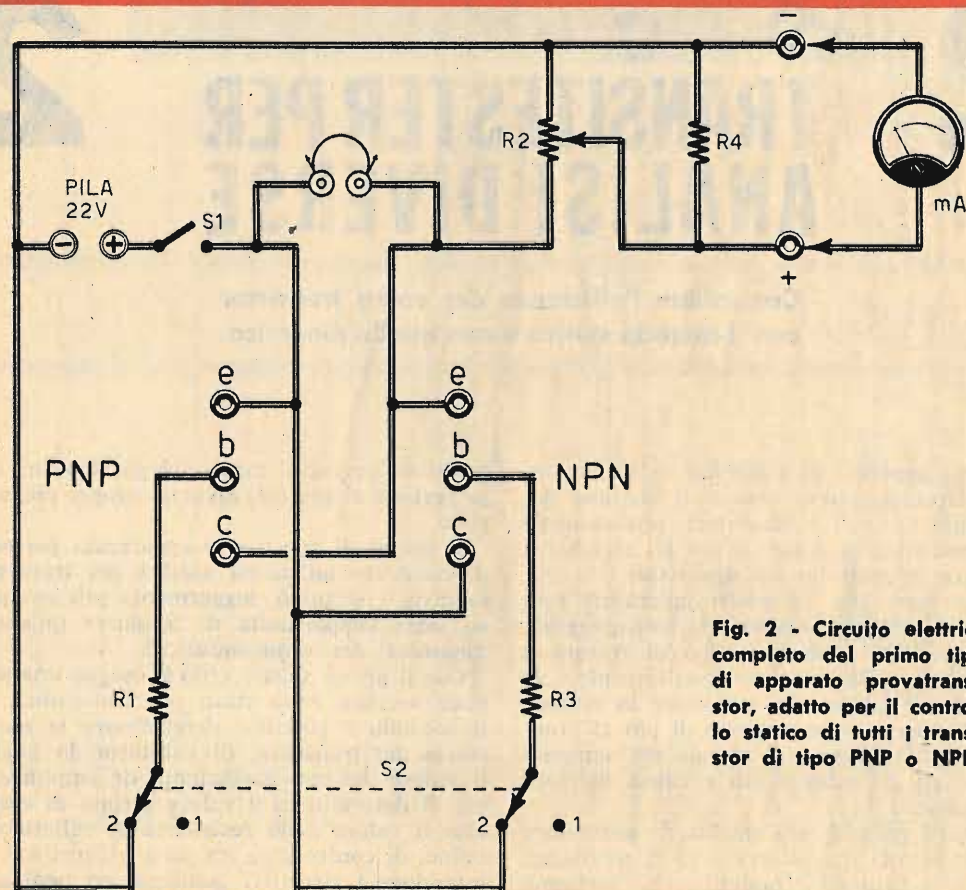 −
R2
R4
PILA
22V
S1
mA
− +
+
e
e
b
b
PNP
NPN
c
c
Fig. 2 - Circuito elettri
completo del primo tip
di apparato provatrans
stor, adatto per il contro
lo statico di tutti i trans
stor di tipo PNP o NPN
R1
R3
S2
2 1
2 1